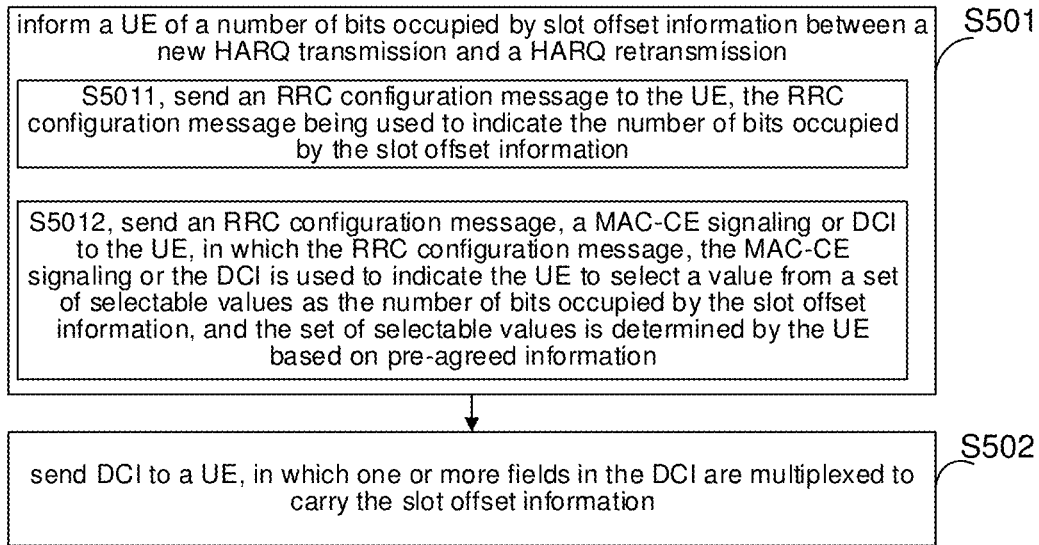 inform a UE of a number of bits occupied by slot offset information between a
new HARQ transmission and a HARQ retransmission
S501
S5011, send an RRC configuration message to the UE, the RRC
configuration message being used to indicate the number of bits occupied
by the slot offset information
S5012, send an RRC configuration message, a MAC-CE signaling or DCI
to the UE, in which the RRC configuration message, the MAC-CE
signaling or the DCI is used to indicate the UE to select a value from a set
of selectable values as the number of bits occupied by the slot offset
information, and the set of selectable values is determined by the UE
based on pre-agreed information
S502
send DCI to a UE, in which one or more fields in the DCI are multiplexed to
carry the slot offset information